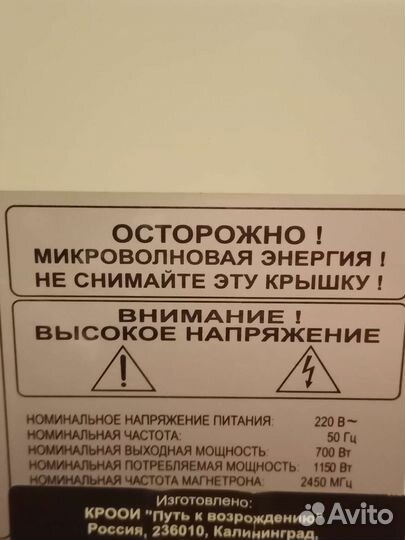 ОСТОРОЖНО !
МИКРОВОЛНОВАЯ ЭНЕРГИЯ !
НЕ СНИМАЙТЕ ЭТУ КРЫШКУ !
ВНИМАНИЕ !
ВЫСОКОЕ НАПРЯЖЕНИЕ
НОМИНАЛЬНОЕ НАПРЯЖЕНИЕ ПИТАНИЯ: 220 В~
НОМИНАЛЬНАЯ ЧАСТОТА: 50 Гц
НОМИНАЛЬНАЯ ВЫХОДНАЯ МОЩНОСТЬ: 700 Вт
НОМИНАЛЬНАЯ ПОТРЕБЛЯЕМАЯ МОЩНОСТЬ: 1150 Вт
НОМИНАЛЬНАЯ ЧАСТОТА МАГНЕТРОНА: 2450 МГц
Изготовлено:
КРООИ "Путь к возрождению"
Россия, 236010, Калининград,
Avito